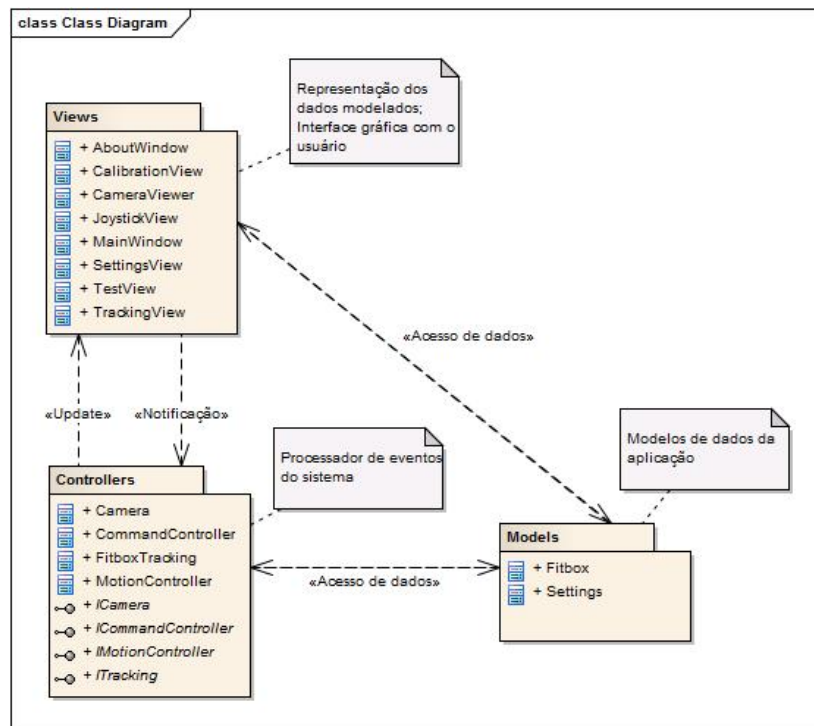 class Class Diagram
Representação dos
dados modelados;
Interface gráfica com o
usuário
Views
+ AboutWindow
+ CalibrationView
+ CameraViewer
+ JoystickView
+ MainWindow
+ SettingsView
+ TestView
+ TrackingView
«Acesso de dados»
«Update»
«Notificação»
Processador de eventos
do sistema
Modelos de dados da
aplicação
Controllers
+ Camera
+ CommandController
+ FitboxTracking
+ MotionController
+ ICamera
+ ICommandController
+ IMotionController
+ ITracking
«Acesso de dados»
Models
+ Fitbox
+ Settings